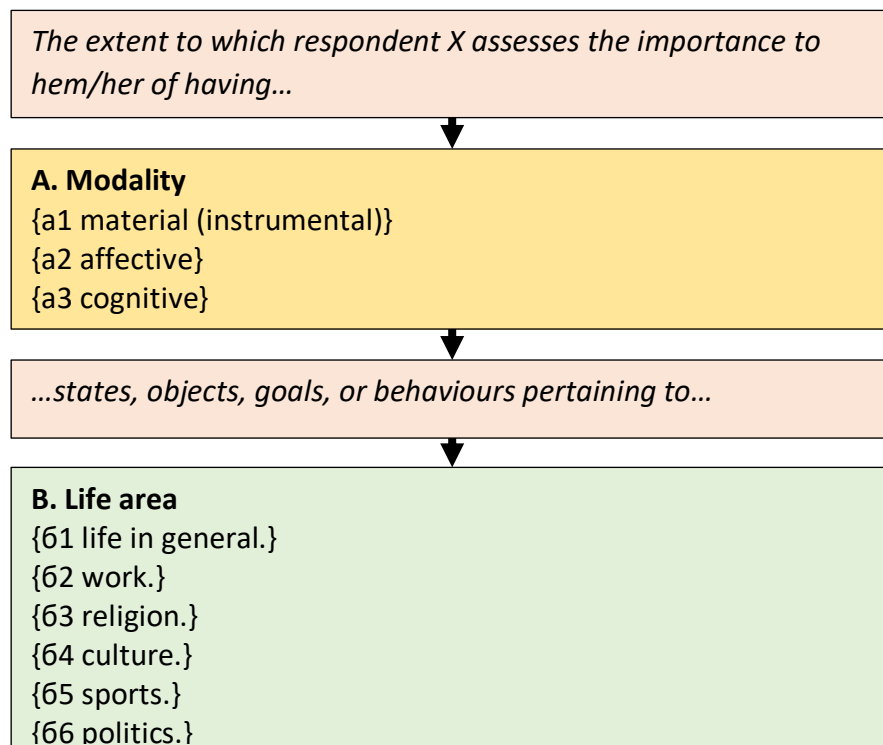 The extent to which respondent X assesses the importance to
hem/her of having…
A. Modality
{a1 material (instrumental)}
{a2 affective}
{a3 cognitive}
…states, objects, goals, or behaviours pertaining to…
B. Life area
{б1 life in general.}
{б2 work.}
{б3 religion.}
{б4 culture.}
{б5 sports.}
{б6 politics.}